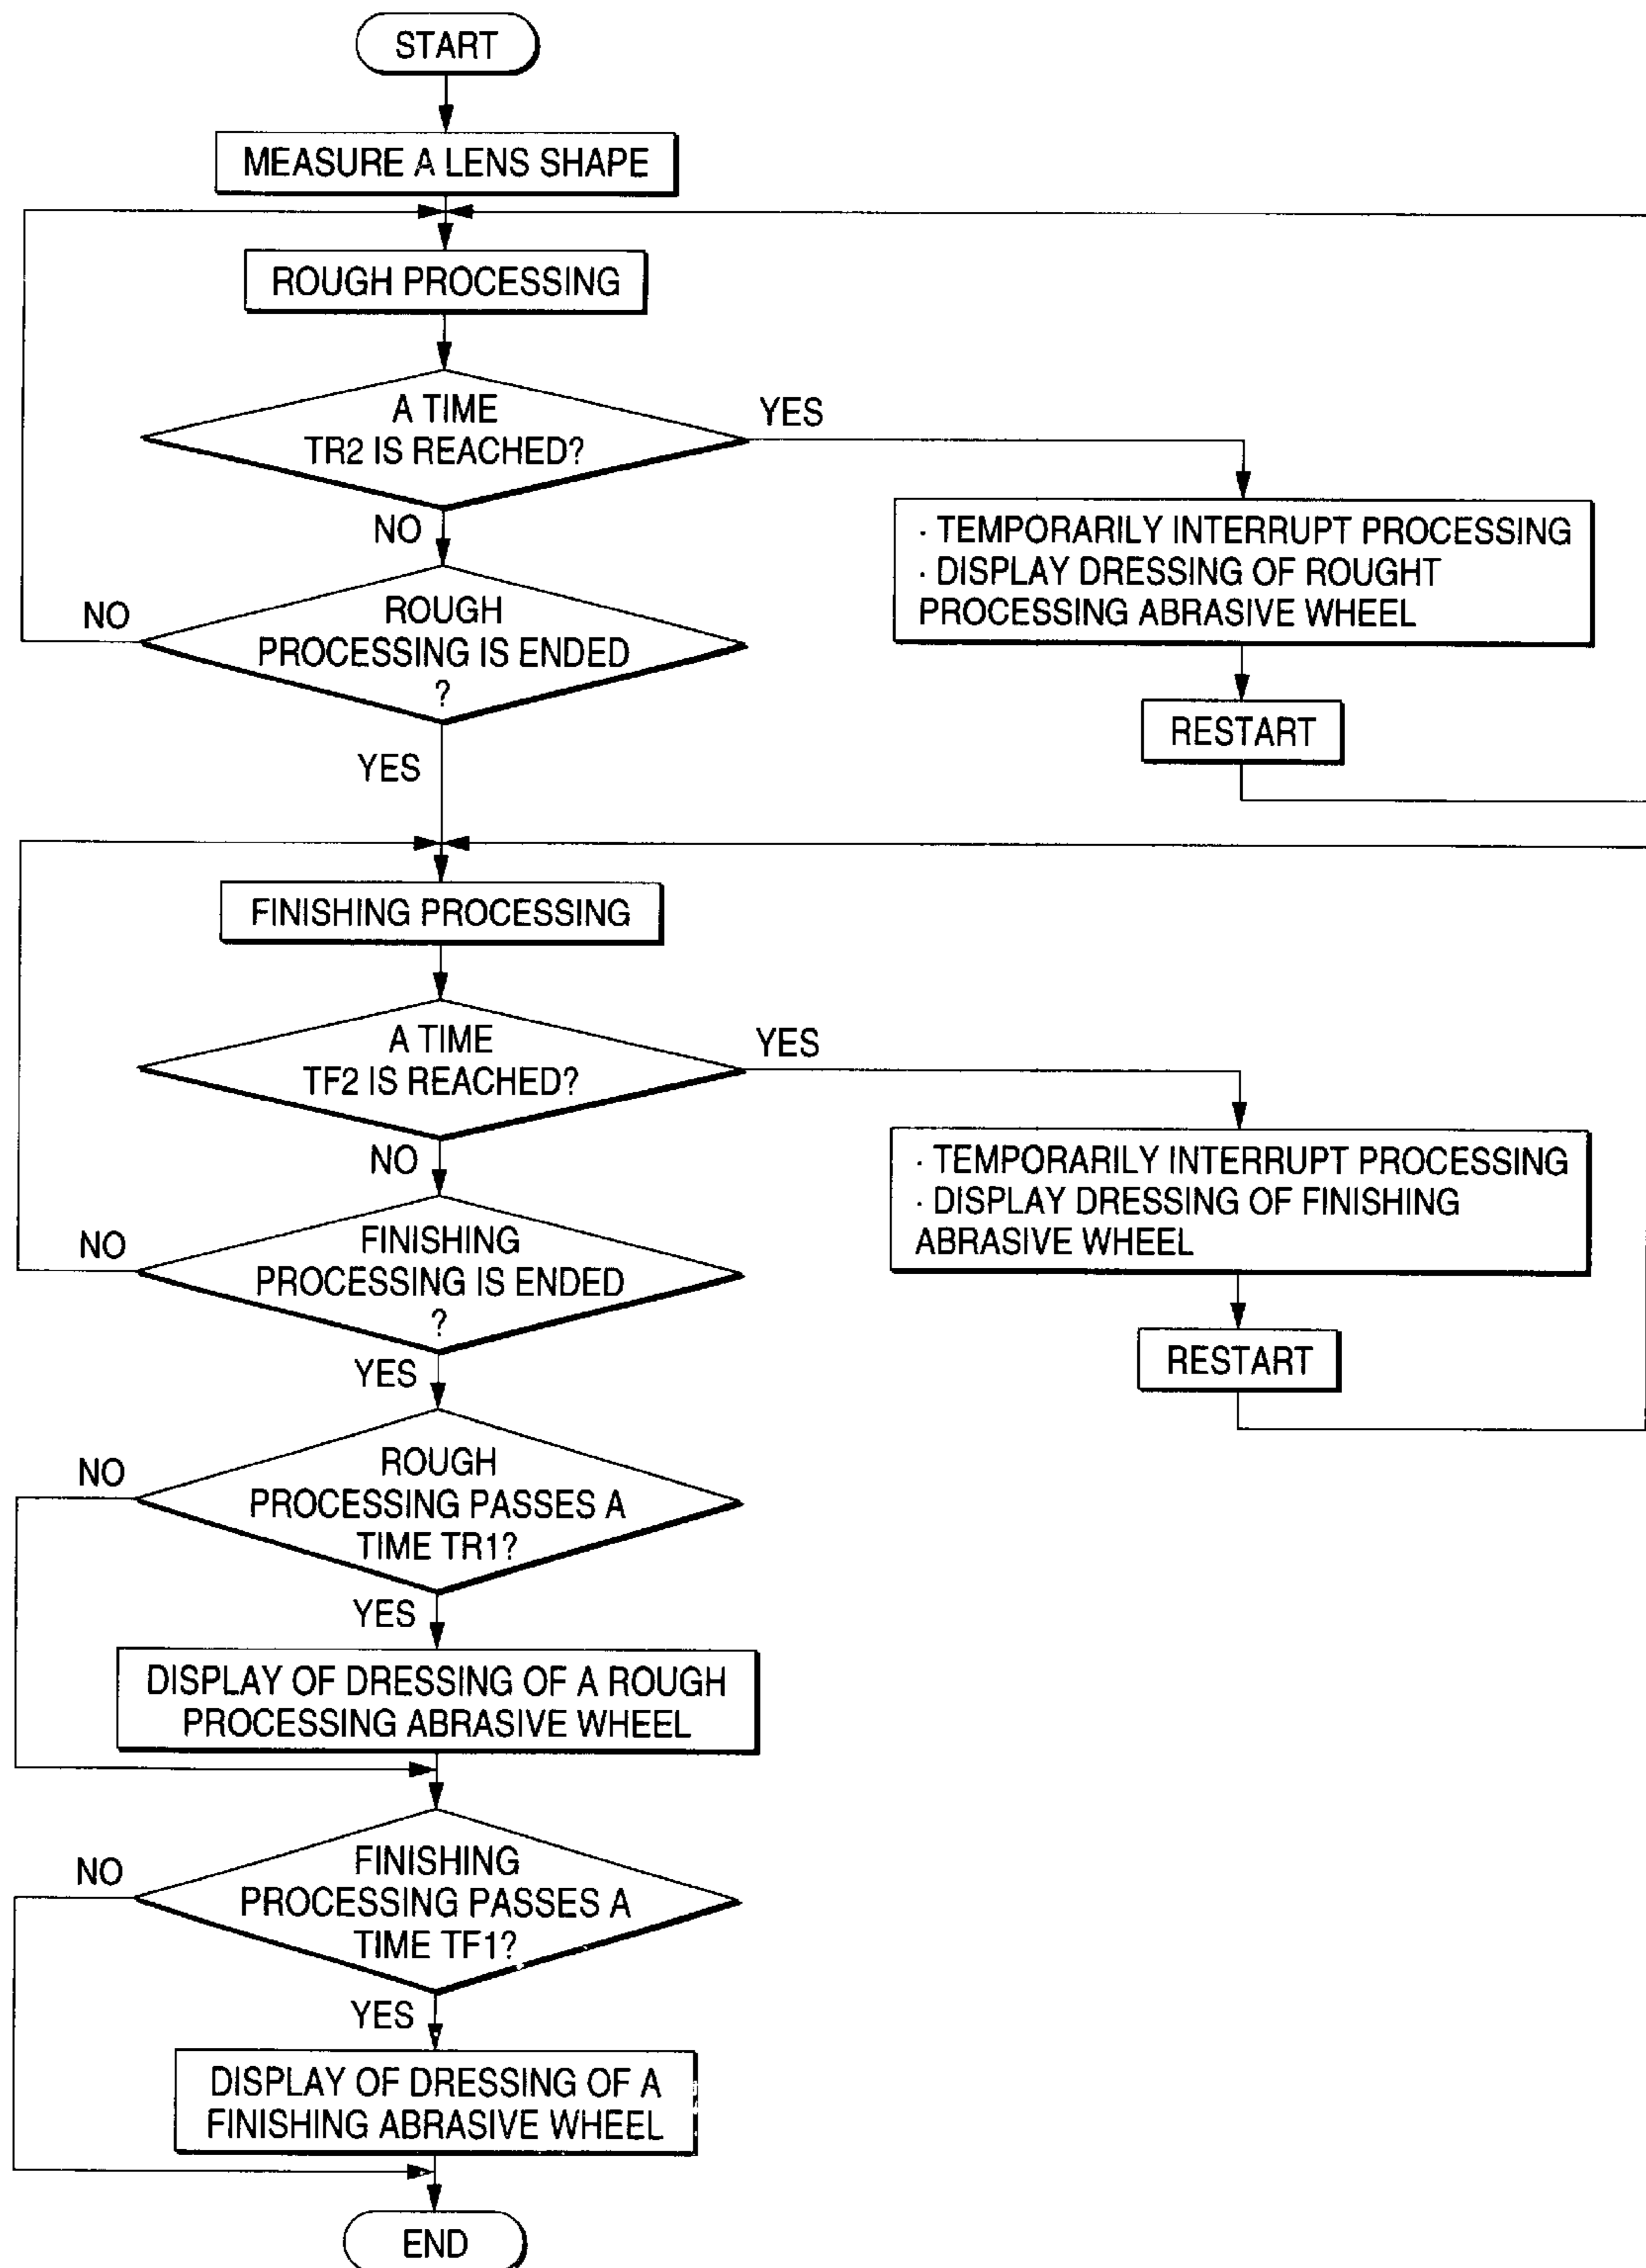 START
MEASURE A LENS SHAPE
ROUGH PROCESSING
A TIME
TR2 IS REACHED?
YES
NO
· TEMPORARILY INTERRUPT PROCESSING
· DISPLAY DRESSING OF ROUGHT
PROCESSING ABRASIVE WHEEL
RESTART
ROUGH
PROCESSING IS ENDED
?
NO
YES
FINISHING PROCESSING
A TIME
TF2 IS REACHED?
YES
NO
· TEMPORARILY INTERRUPT PROCESSING
· DISPLAY DRESSING OF FINISHING
ABRASIVE WHEEL
RESTART
FINISHING
PROCESSING IS ENDED
?
NO
YES
ROUGH
PROCESSING PASSES A
TIME TR1?
NO
YES
DISPLAY OF DRESSING OF A ROUGH
PROCESSING ABRASIVE WHEEL
FINISHING
PROCESSING PASSES A
TIME TF1?
NO
YES
DISPLAY OF DRESSING OF A
FINISHING ABRASIVE WHEEL
END